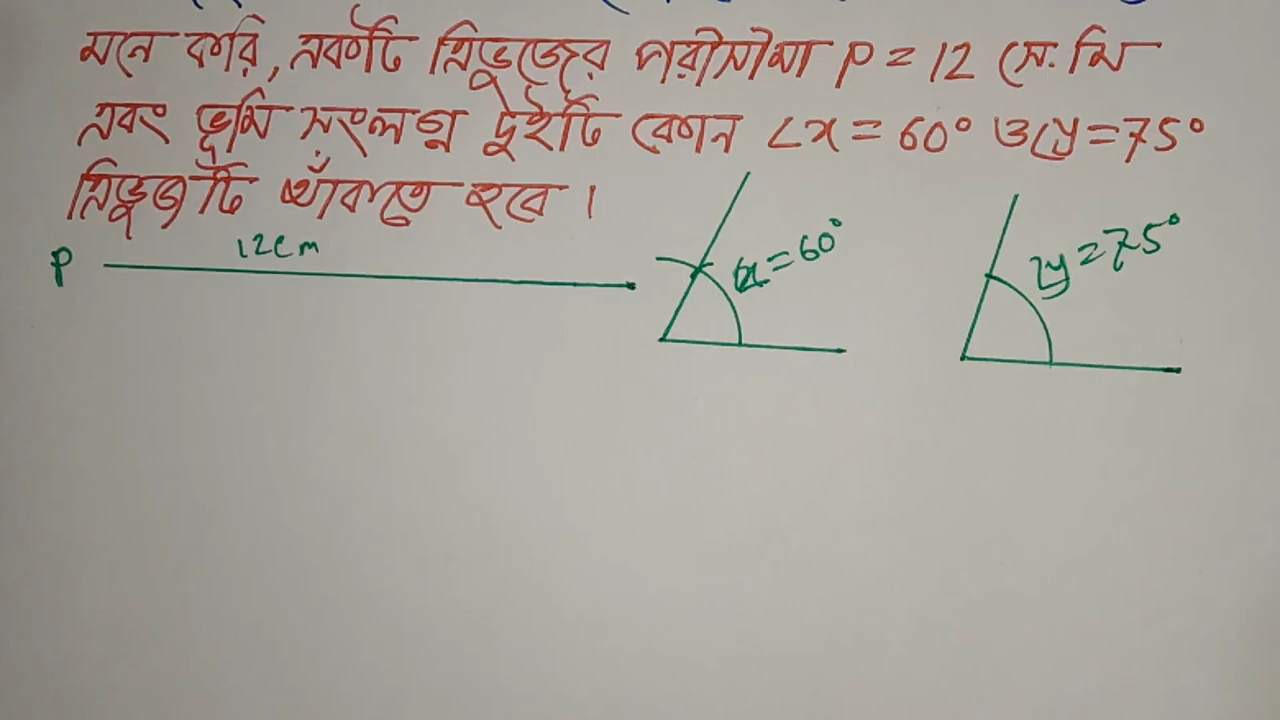 মনে করি, একটি ত্রিভুজের পরীসীমা P = 12 সে. মি
এবং ভূমি সংলগ্ন দুইটি কোন ∠x = 60° ও ∠y = 75°
ত্রিভুজটি আঁকতে হবে।
P 12cm ∠x = 60° ∠y = 75°